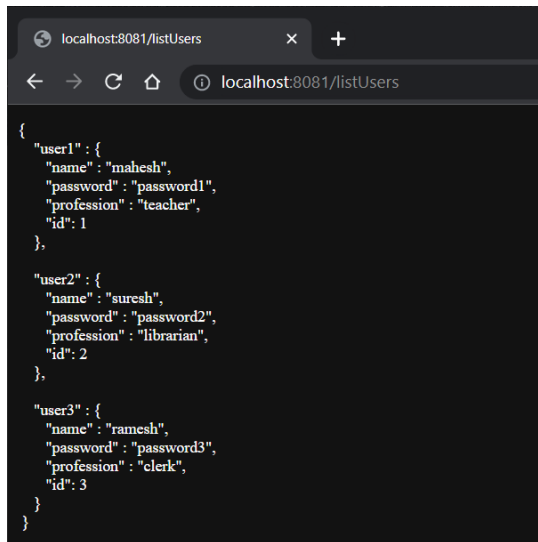 localhost:8081/listUsers
localhost:8081/listUsers
{
"user1" : {
"name" : "mahesh",
"password" : "password1",
"profession" : "teacher",
"id": 1
},
"user2" : {
"name" : "suresh",
"password" : "password2",
"profession" : "librarian",
"id": 2
},
"user3" : {
"name" : "ramesh",
"password" : "password3",
"profession" : "clerk",
"id": 3
}
}